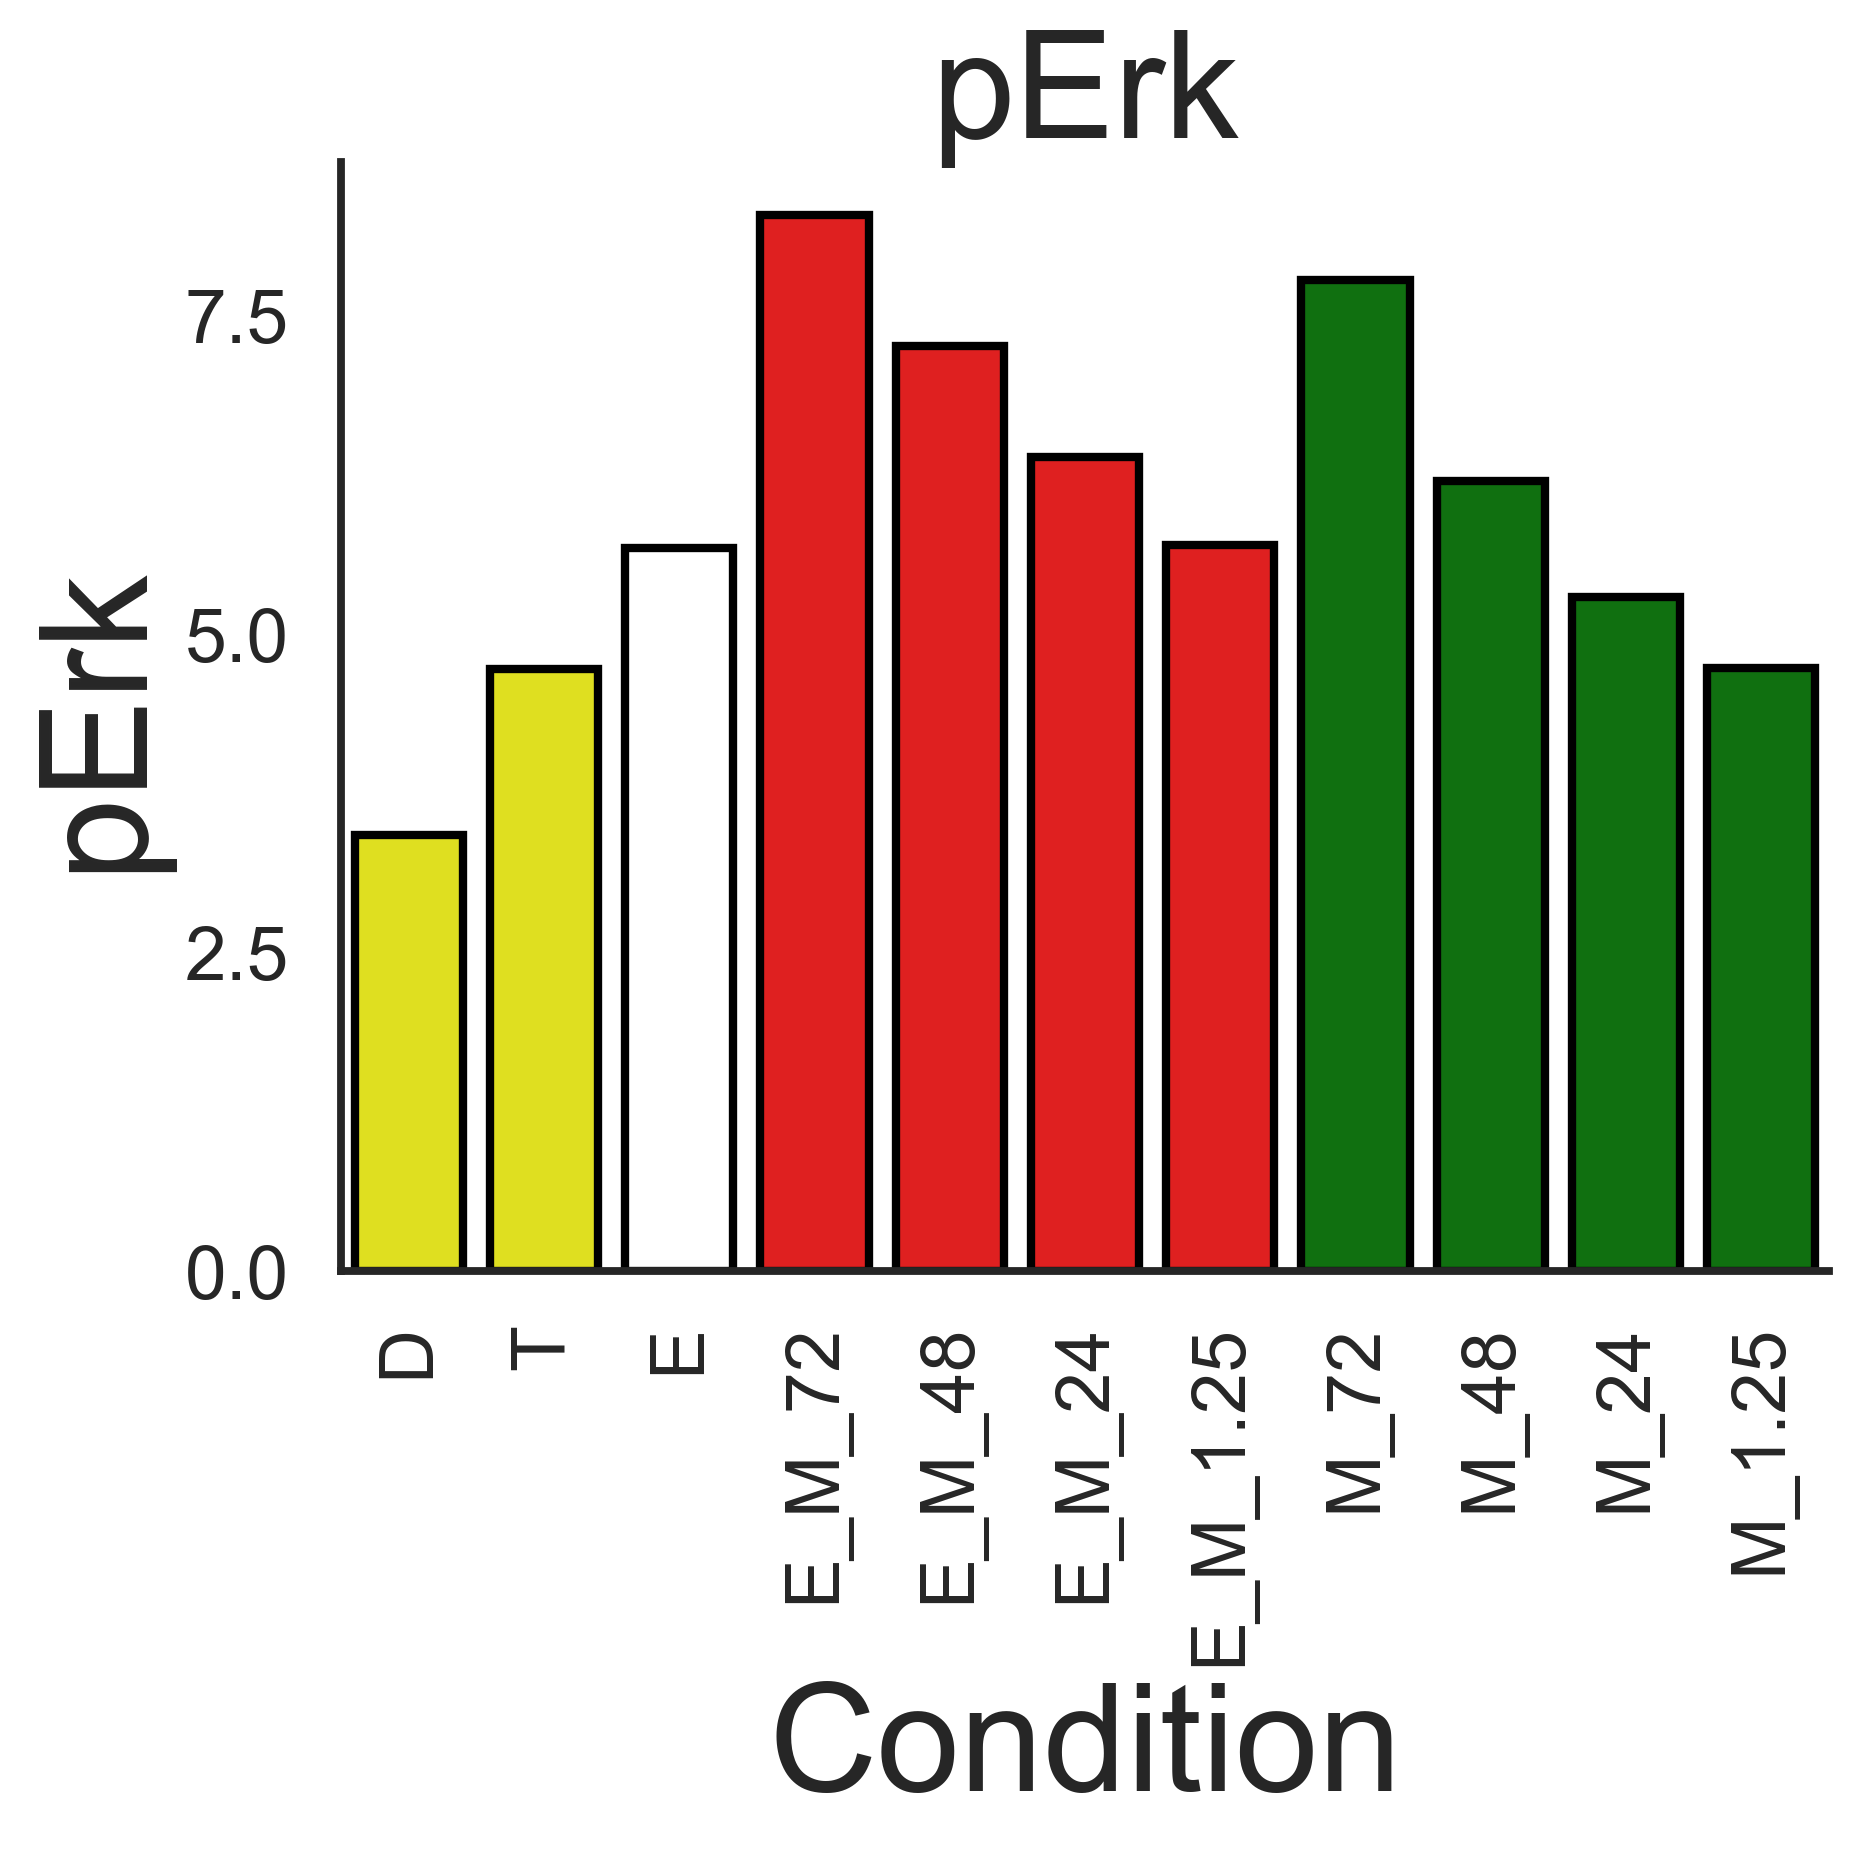 pErk
pErk
7.5
5.0
2.5
0.0
D
T
E
E_M_72
E_M_48
E_M_24
E_M_1.25
M_72
M_48
M_24
M_1.25
Condition